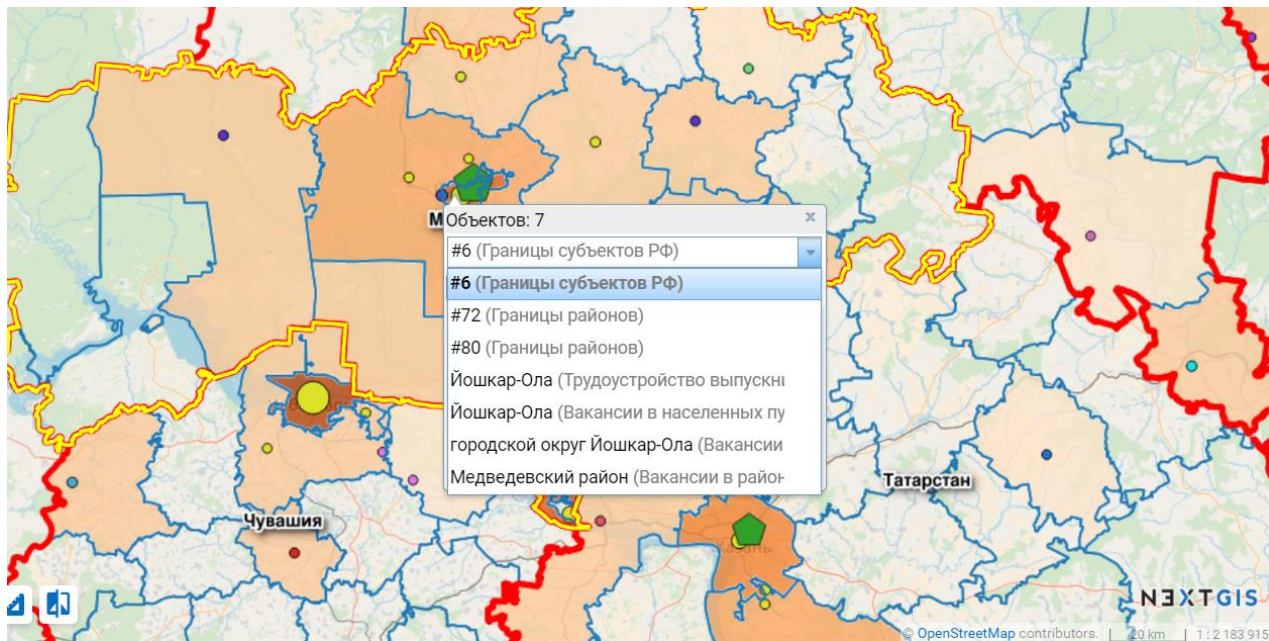 М
Объектов: 7
#6 (Границы субъектов РФ)
#6 (Границы субъектов РФ)
#72 (Границы районов)
#80 (Границы районов)
Йошкар-Ола (Трудоустройство выпускни
Йошкар-Ола (Вакансии в населенных пу
городской округ Йошкар-Ола (Вакансии
Медведевский район (Вакансии в район
Татарстан
Чувашия
Казань
NEXTGIS
© OpenStreetMap contributors. | 20 km | 1 : 2 183 915